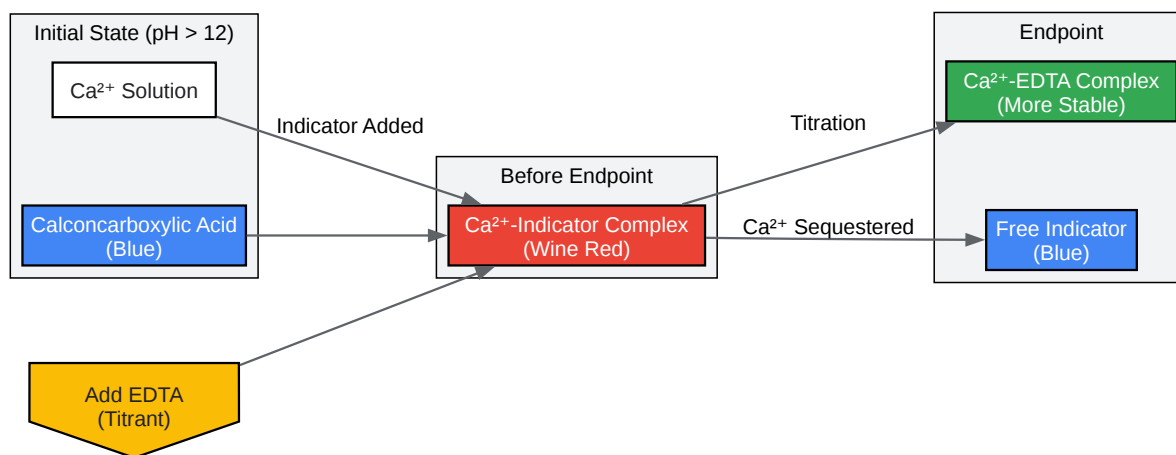 Initial State (pH > 12)
Ca²⁺ Solution
Calconcarboxylic Acid
(Blue)
Add EDTA
(Titrant)
Indicator Added
Before Endpoint
Ca²⁺-Indicator Complex
(Wine Red)
Titration
Ca²⁺ Sequestered
Endpoint
Ca²⁺-EDTA Complex
(More Stable)
Free Indicator
(Blue)